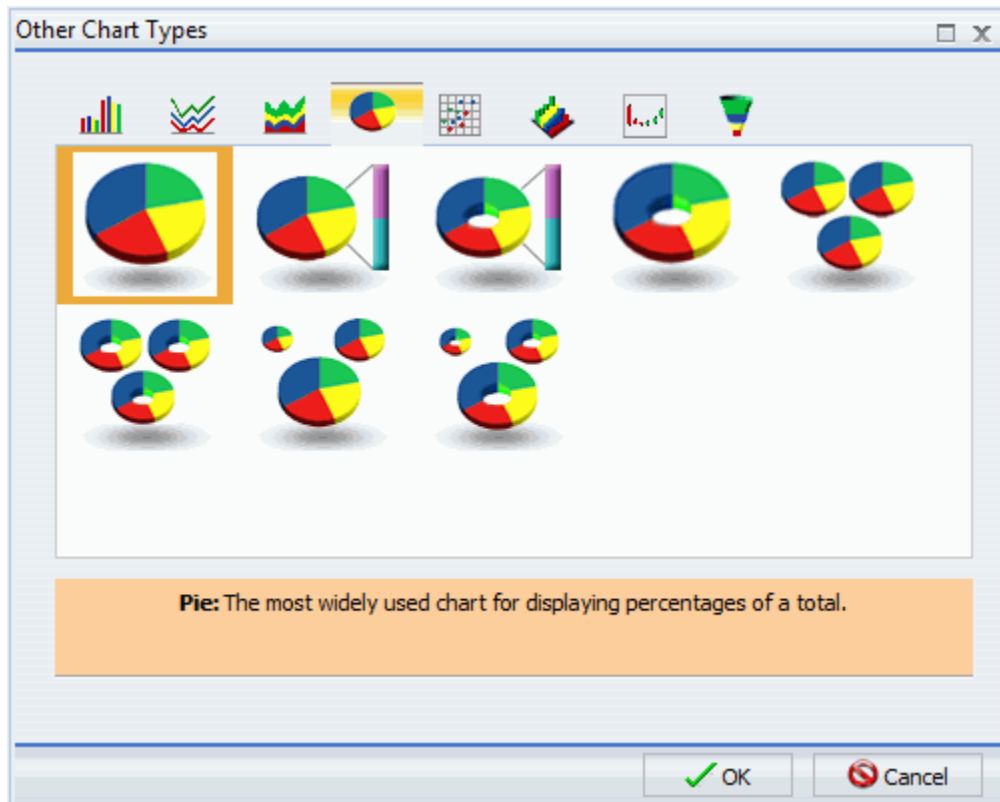 Other Chart Types
Pie: The most widely used chart for displaying percentages of a total.
OK
Cancel